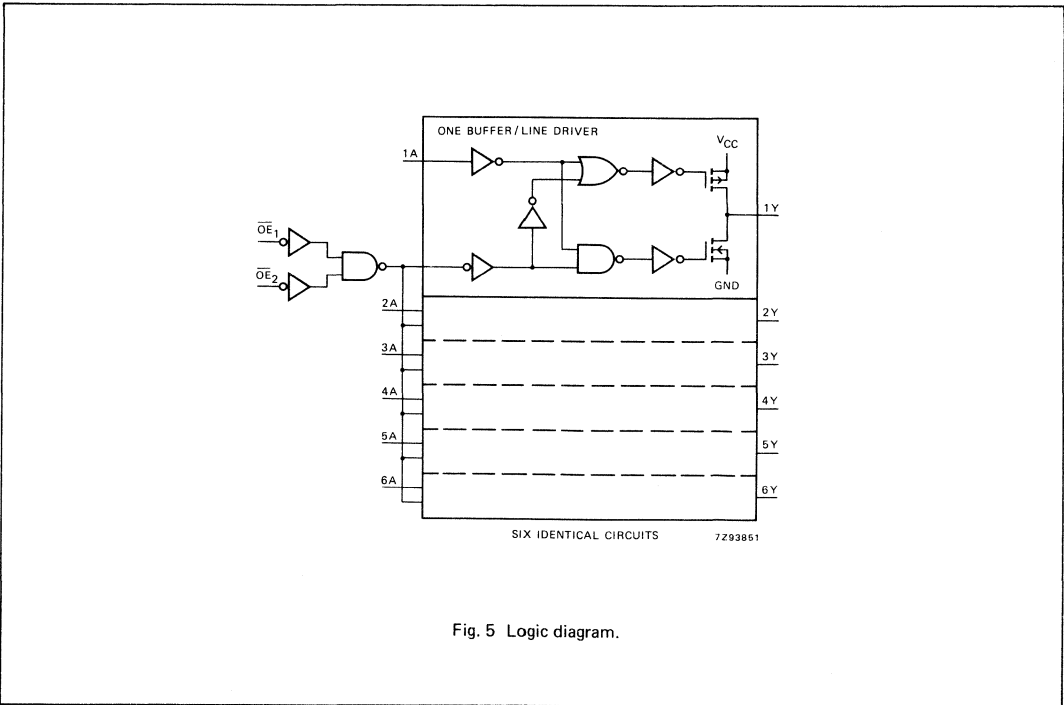 ONE BUFFER/LINE DRIVER
VCC
1A
1Y
OE1
OE2
GND
2A
2Y
3A
3Y
4A
4Y
5A
5Y
6A
6Y
SIX IDENTICAL CIRCUITS
7Z93851
Fig. 5 Logic diagram.